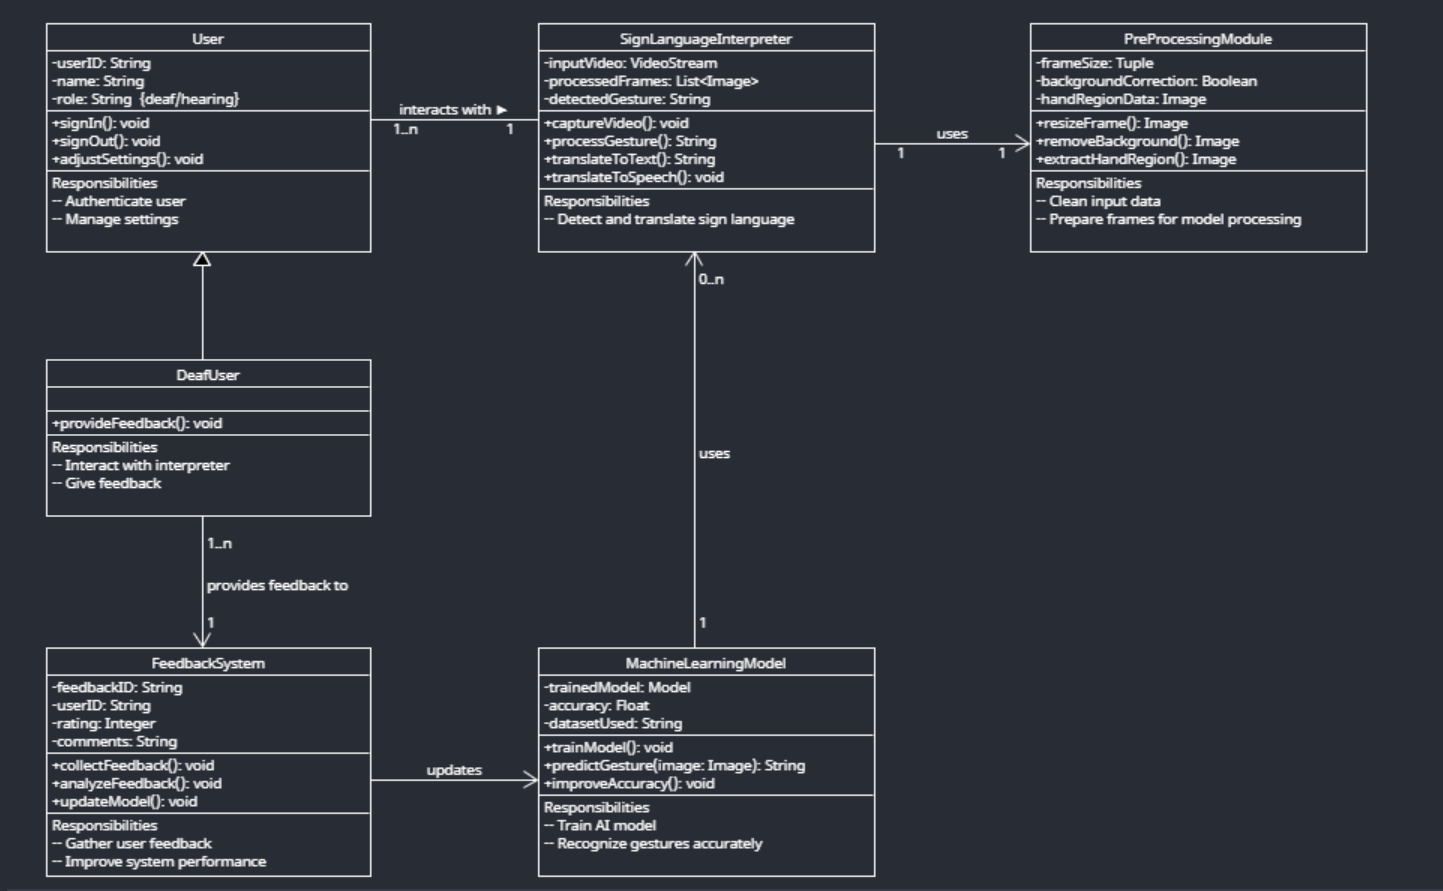 User
-userID: String
-name: String
-role: String {deaf/hearing}
+signIn(): void
+signOut(): void
+adjustSettings(): void
Responsibilities
-- Authenticate user
-- Manage settings
interacts with ►
1..n
1
SignLanguageInterpreter
-inputVideo: VideoStream
-processedFrames: List<Image>
-detectedGesture: String
+captureVideo(): void
+processGesture(): String
+translateToText(): String
+translateToSpeech(): void
Responsibilities
-- Detect and translate sign language
uses
1
1
PreProcessingModule
-frameSize: Tuple
-backgroundCorrection: Boolean
-handRegionData: Image
+resizeFrame(): Image
+removeBackground(): Image
+extractHandRegion(): Image
Responsibilities
-- Clean input data
-- Prepare frames for model processing
0..n
uses
1
DeafUser
+provideFeedback(): void
Responsibilities
-- Interact with interpreter
-- Give feedback
1..n
provides feedback to
1
FeedbackSystem
-feedbackID: String
-userID: String
-rating: Integer
-comments: String
+collectFeedback(): void
+analyzeFeedback(): void
+updateModel(): void
Responsibilities
-- Gather user feedback
-- Improve system performance
updates
MachineLearningModel
-trainedModel: Model
-accuracy: Float
-datasetUsed: String
+trainModel(): void
+predictGesture(image: Image): String
+improveAccuracy(): void
Responsibilities
-- Train AI model
-- Recognize gestures accurately